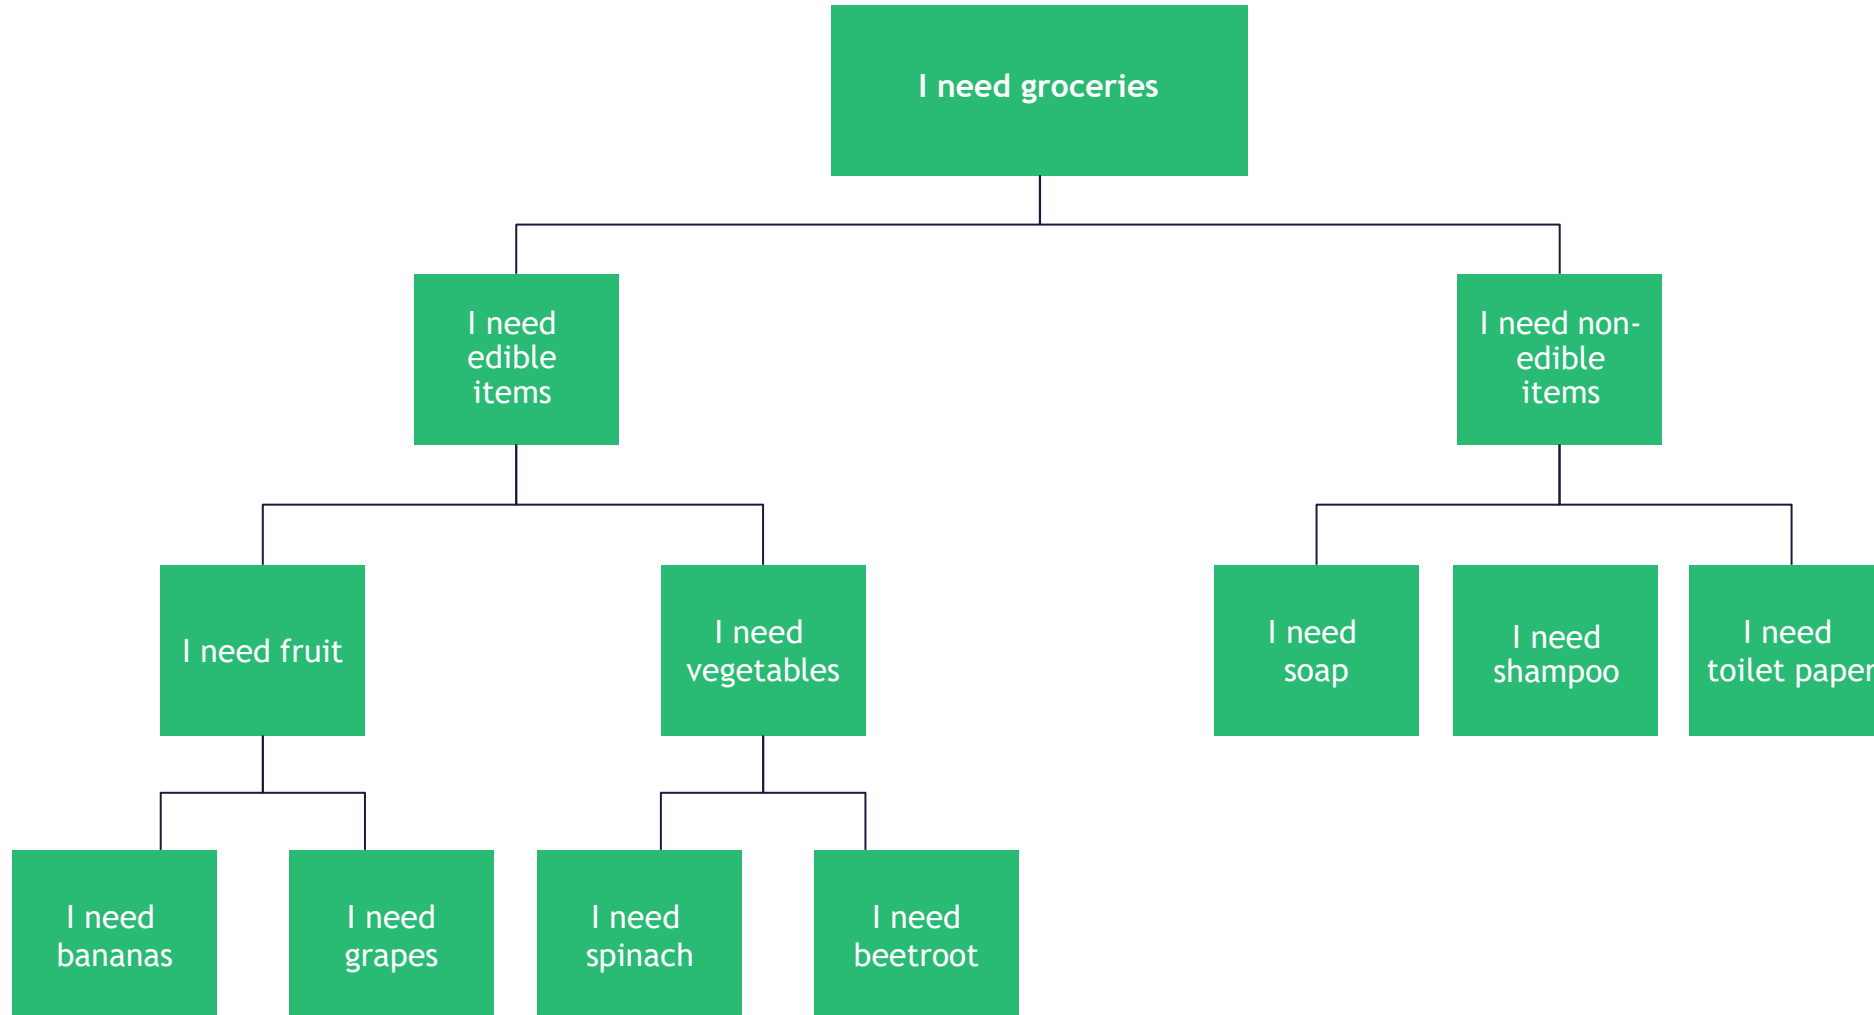 I need groceries
I need
edible
items
I need non-
edible
items
I need fruit
I need
vegetables
I need
soap
I need
shampoo
I need
toilet paper
I need
bananas
I need
grapes
I need
spinach
I need
beetroot